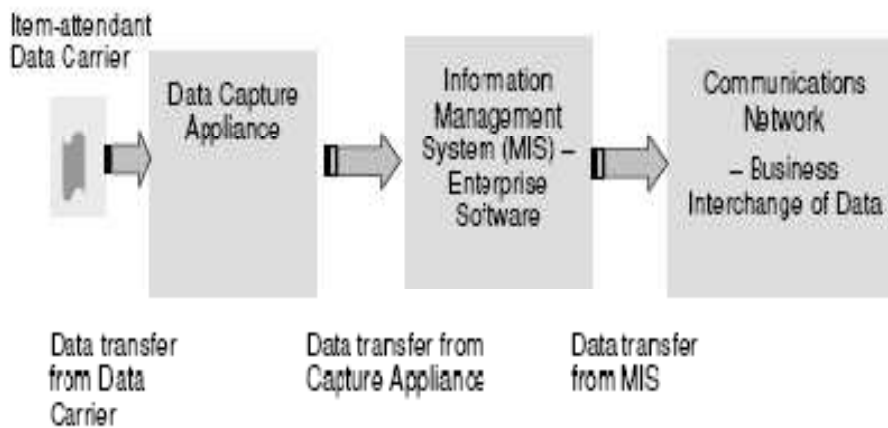 Item-attendant
Data Carrier
Data Capture
Appliance
Information
Management
System (MIS) –
Enterprise
Software
Communications
Network
– Business
Interchange of Data
Data transfer
from Data
Carrier
Data transfer from
Capture Appliance
Data transfer
from MIS